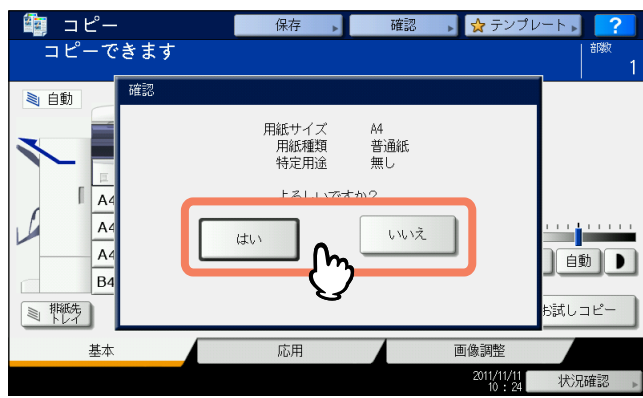 コピー
保存
確認
テンプレート
?
コピーできます
部数
1
自動
確認
用紙サイズ A4
用紙種類 普通紙
特定用途 無し
よろしいですか?
はい
いいえ
A4
A4
A4
B4
自動
排紙先
トレイ
お試しコピー
基本
応用
画像調整
2011/11/11
10 : 24
状況確認